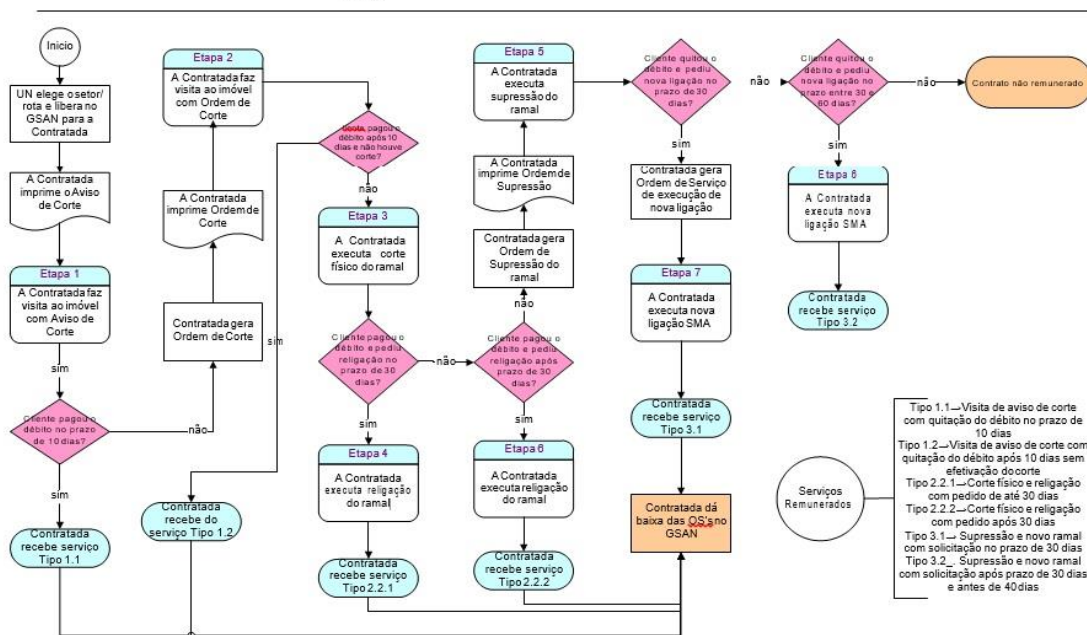 Inicio
UN elege o setor/
rota e libera no
GSAN para a
Contratada
A Contratada
imprime o Aviso
de Corte
Etapa 1
A Contratada faz
visita ao imóvel
com Aviso de
Corte
sim
Cliente pagou o
débito no prazo
de 10 dias?
não
sim
Contratada
recebe serviço
Tipo 1.1
Etapa 2
A Contratada faz
visita ao imóvel
com Ordem de
Corte
A Contratada
imprime Ordem de
Corte
Contratada gera
Ordem de Corte
sim
Contratada
recebe do
serviço Tipo 1.2
pagou o
débito após 10
dias e não houve
corte?
não
Etapa 3
A Contratada
executa corte
físico do ramal
Cliente pagou o
débito e pediu
religação no
prazo de 30
dias?
não
sim
Etapa 4
A Contratada
executa religação
do ramal
Contratada
recebe serviço
Tipo 2.2.1
Etapa 5
A Contratada
executa
supressão do
ramal
A Contratada
imprime Ordem de
Supressão
Contratada gera
Ordem de
Supressão do
ramal
não
Cliente pagou o
débito e pediu
religação após
prazo de 30
dias?
sim
Etapa 6
A Contratada
executa religação
do ramal
Contratada
recebe serviço
Tipo 2.2.2
Cliente quitou o
débito e pediu
nova ligação no
prazo de 30
dias?
não
sim
Contratada gera
Ordem de Serviço
de execução de
nova ligação
Etapa 7
A Contratada
executa nova
ligação SMA
Contratada
recebe serviço
Tipo 3.1
Contratada dá
baixa das OS's no
GSAN
Cliente quitou o
débito e pediu
nova ligação no
prazo entre 30 e
60 dias?
não
sim
Etapa 6
A Contratada
executa nova
ligação SMA
Contratada
recebe serviço
Tipo 3.2
Contrato não remunerado
Serviços
Remunerados
Tipo 1.1—Visita de aviso de corte
com quitação do débito no prazo de
10 dias
Tipo 1.2—Visita de aviso de corte com
quitação do débito após 10 dias sem
efetivação do corte
Tipo 2.2.1—Corte físico e religação
com pedido de até 30 dias
Tipo 2.2.2—Corte físico e religação
com pedido após 30 dias
Tipo 3.1— Supressão e novo ramal
com solicitação no prazo de 30 dias
Tipo 3.2_. Supressão e novo ramal
com solicitação após prazo de 30 dias
e antes de 40 dias